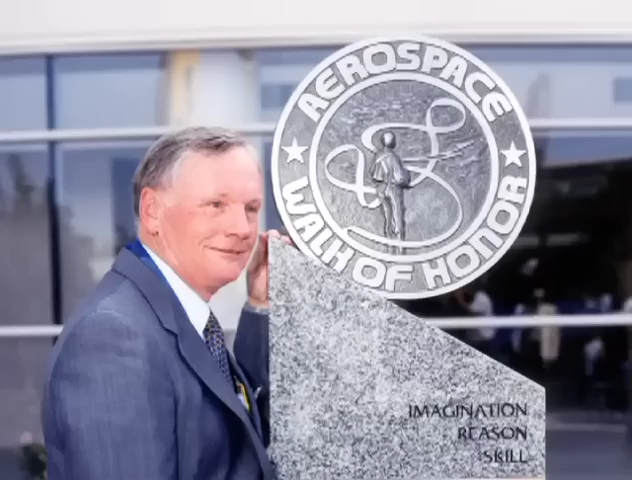 AEROSPACE
WALK OF HONOR
IMAGINATION
REASON
SKILL